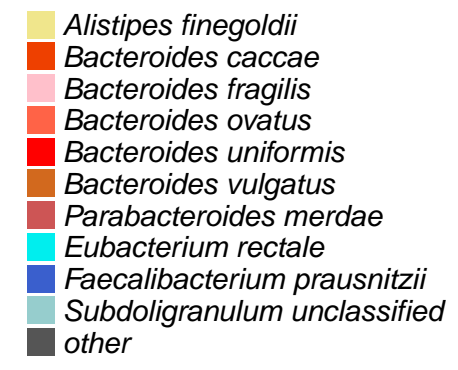 Alistipes finegoldii
Bacteroides caccae
Bacteroides fragilis
Bacteroides ovatus
Bacteroides uniformis
Bacteroides vulgatus
Parabacteroides merdae
Eubacterium rectale
Faecalibacterium prausnitzii
Subdoligranulum unclassified
other